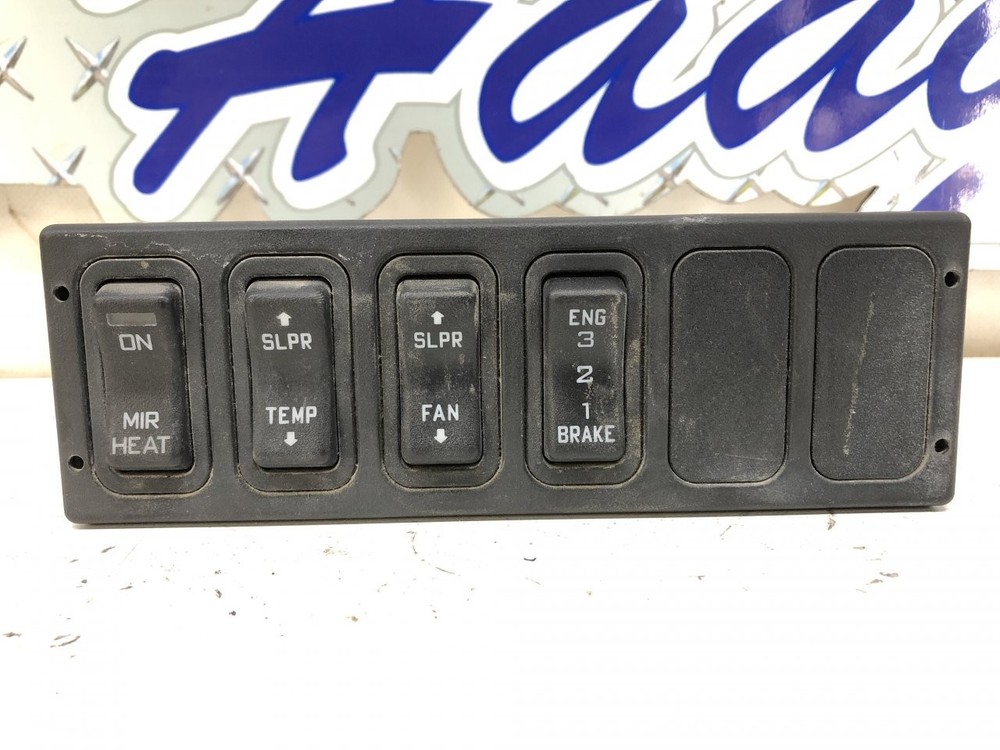 ON
MIR
HEAT
⬆
SLPR
TEMP
⬇
⬆
SLPR
FAN
⬇
ENG
3
2
1
BRAKE